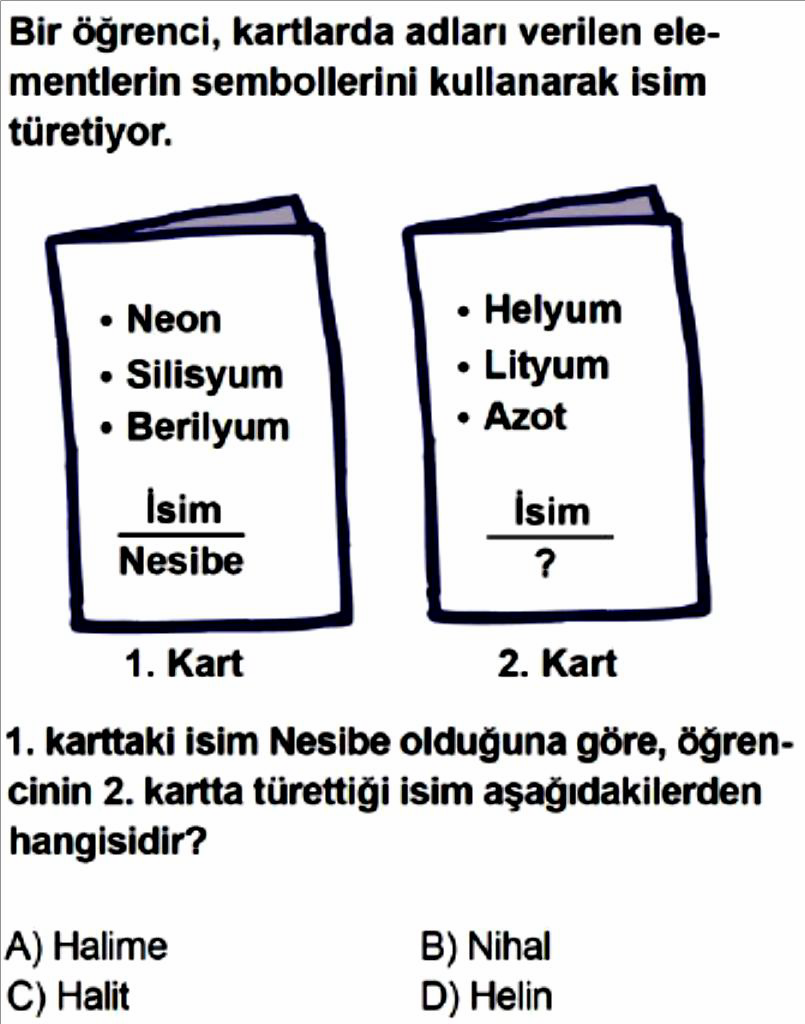 Bir öğrenci, kartlarda adları verilen ele-
mentlerin sembollerini kullanarak isim
türetiyor.
• Neon
• Silisyum
• Berilyum
İsim
Nesibe
1. Kart
• Helyum
• Lityum
• Azot
İsim
?
2. Kart
1. karttaki isim Nesibe olduğuna göre, öğren-
cinin 2. kartta türettiği isim aşağıdakilerden
hangisidir?
A) Halime
B) Nihal
C) Halit
D) Helin